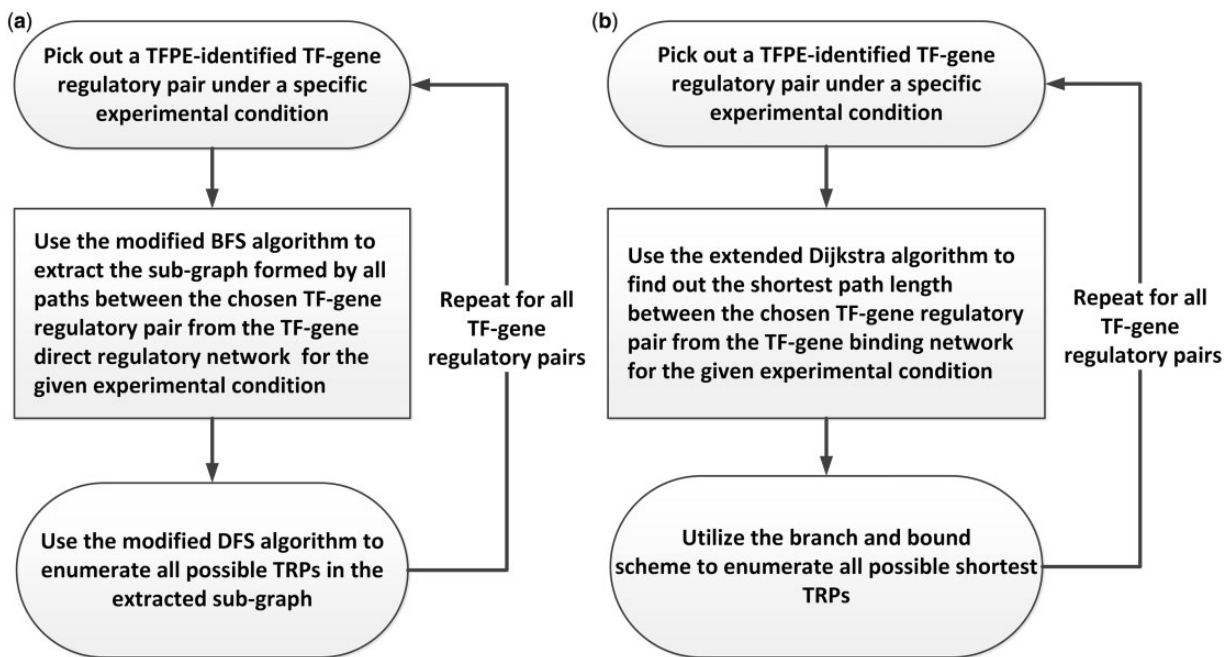 (a)
Pick out a TFPE-identified TF-gene
regulatory pair under a specific
experimental condition
Use the modified BFS algorithm to
extract the sub-graph formed by all
paths between the chosen TF-gene
regulatory pair from the TF-gene
direct regulatory network for the
given experimental condition
Use the modified DFS algorithm to
enumerate all possible TRPs in the
extracted sub-graph
Repeat for all
TF-gene
regulatory pairs
(b)
Pick out a TFPE-identified TF-gene
regulatory pair under a specific
experimental condition
Use the extended Dijkstra algorithm to
find out the shortest path length
between the chosen TF-gene regulatory
pair from the TF-gene binding network
for the given experimental condition
Utilize the branch and bound
scheme to enumerate all possible shortest
TRPs
Repeat for all
TF-gene
regulatory pairs